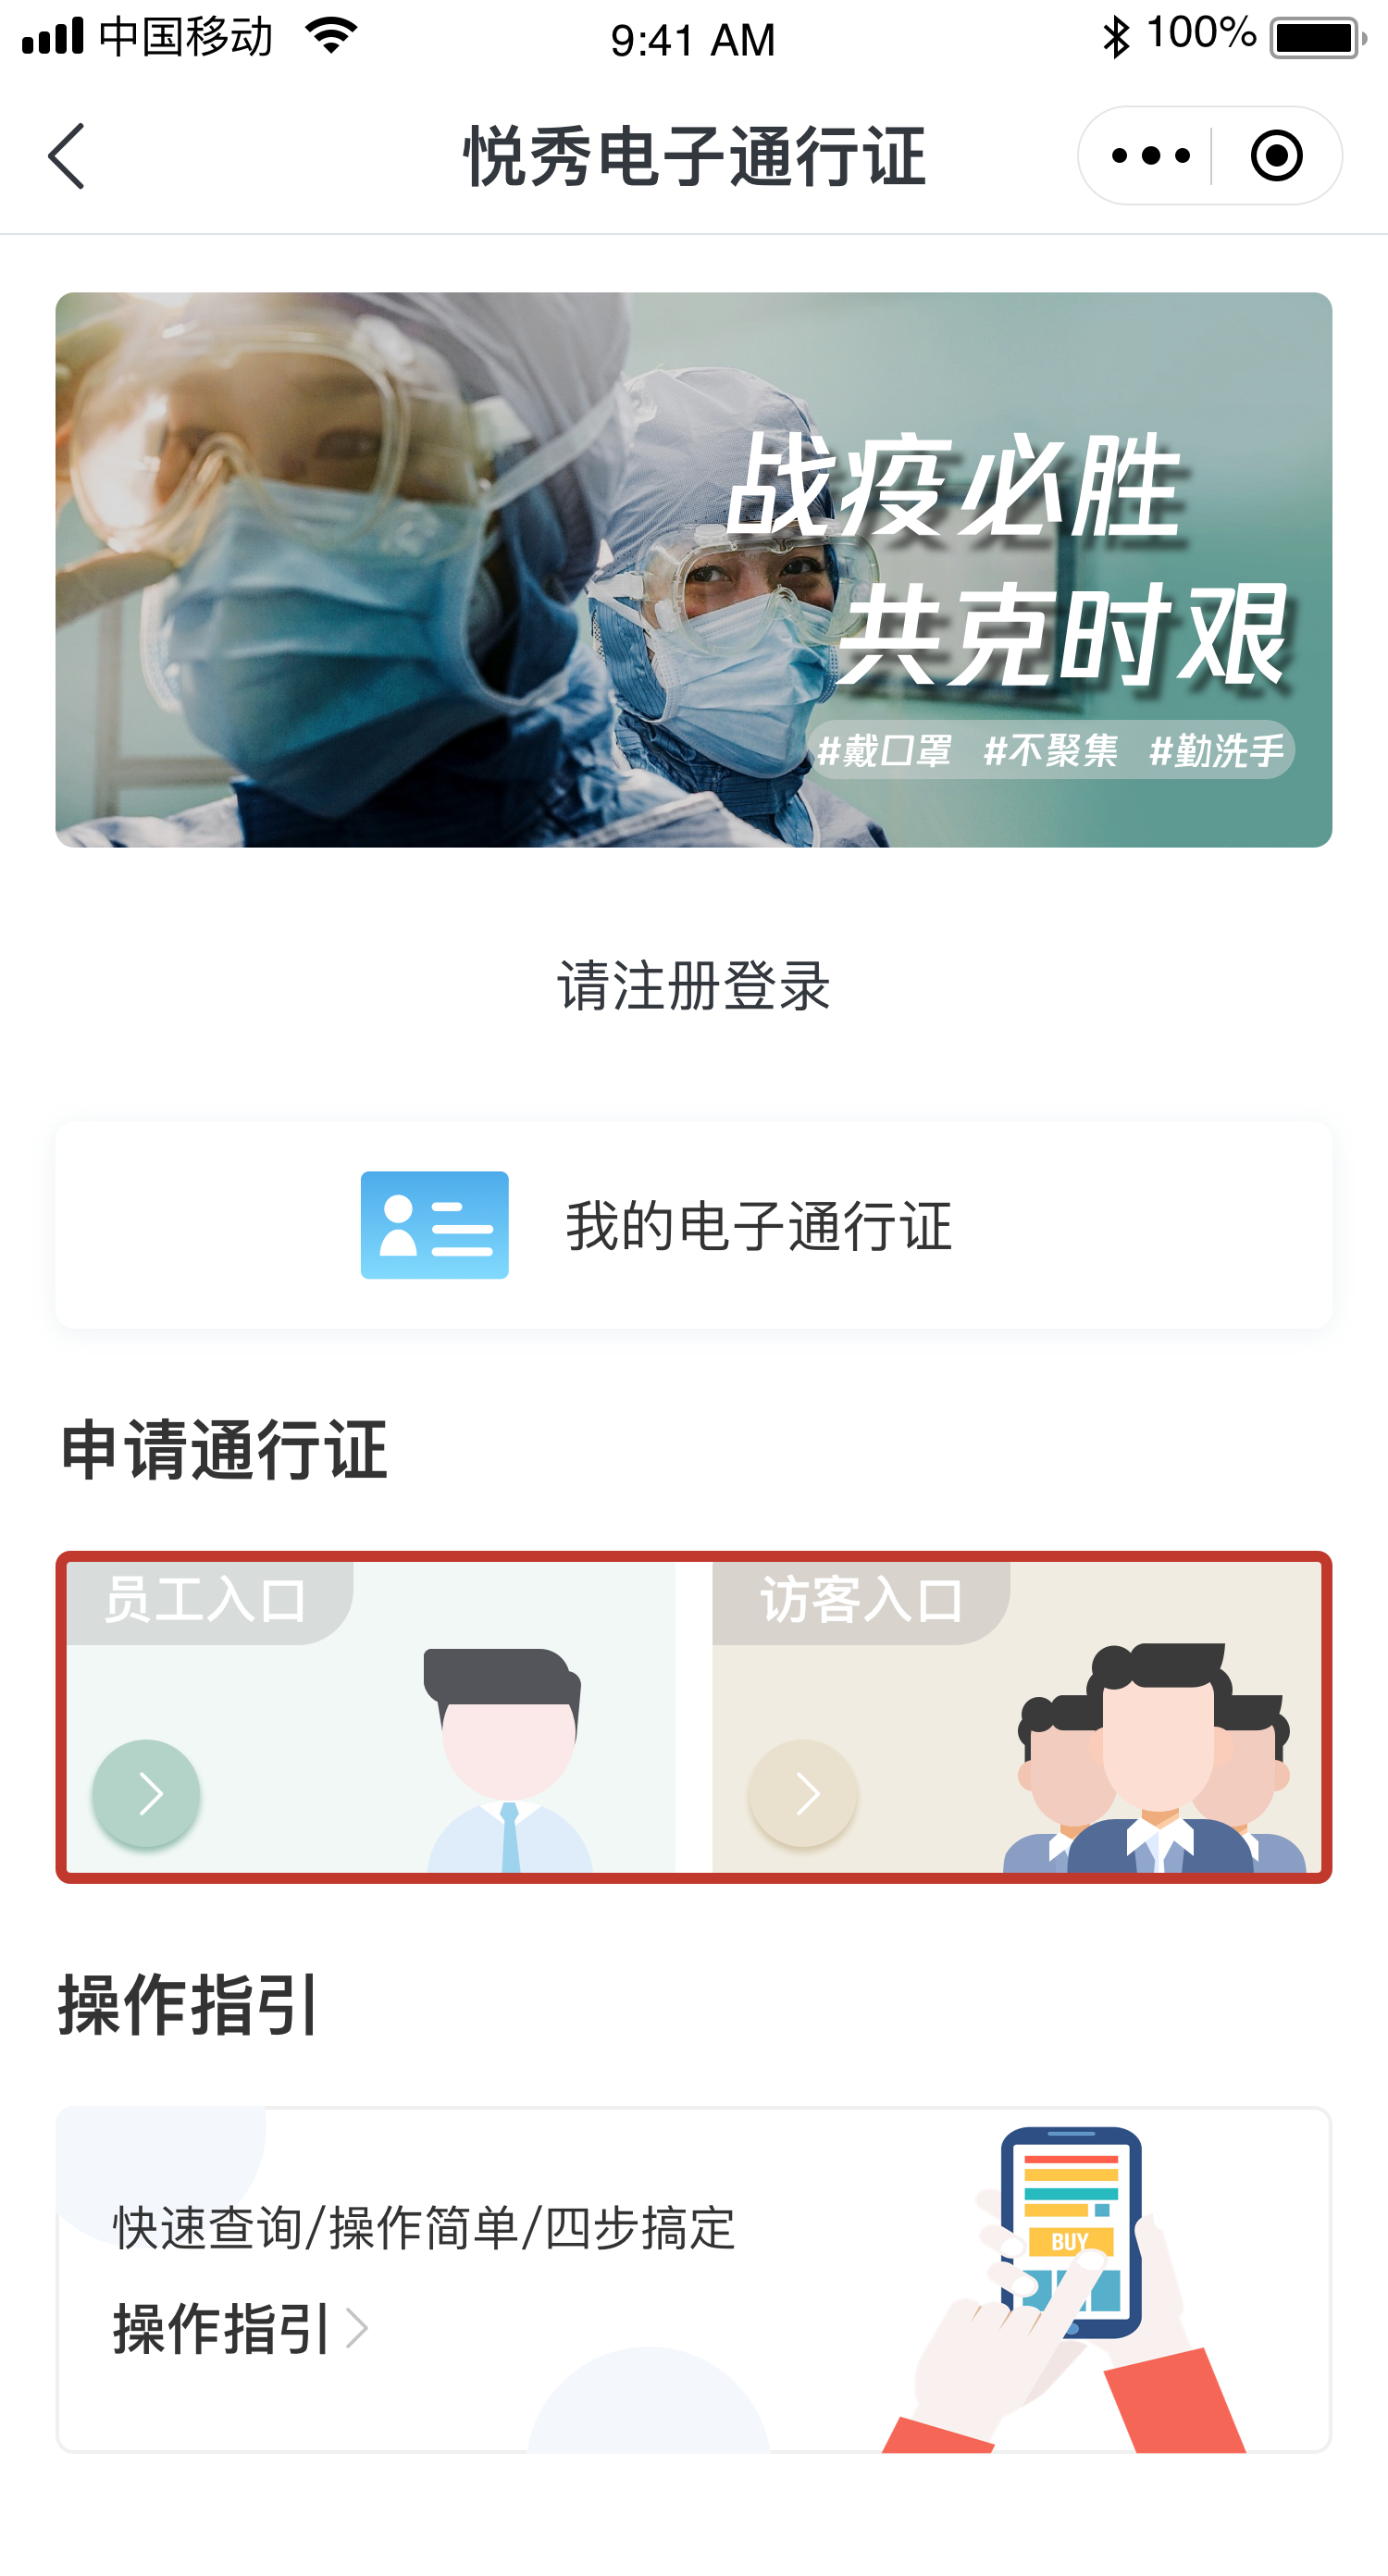 中国移动 9:41 AM 100%
悦秀电子通行证
战疫必胜
共克时艰
#戴口罩 #不聚集 #勤洗手
请注册登录
我的电子通行证
申请通行证
员工入口 访客入口
操作指引
快速查询/操作简单/四步搞定
BUY
操作指引